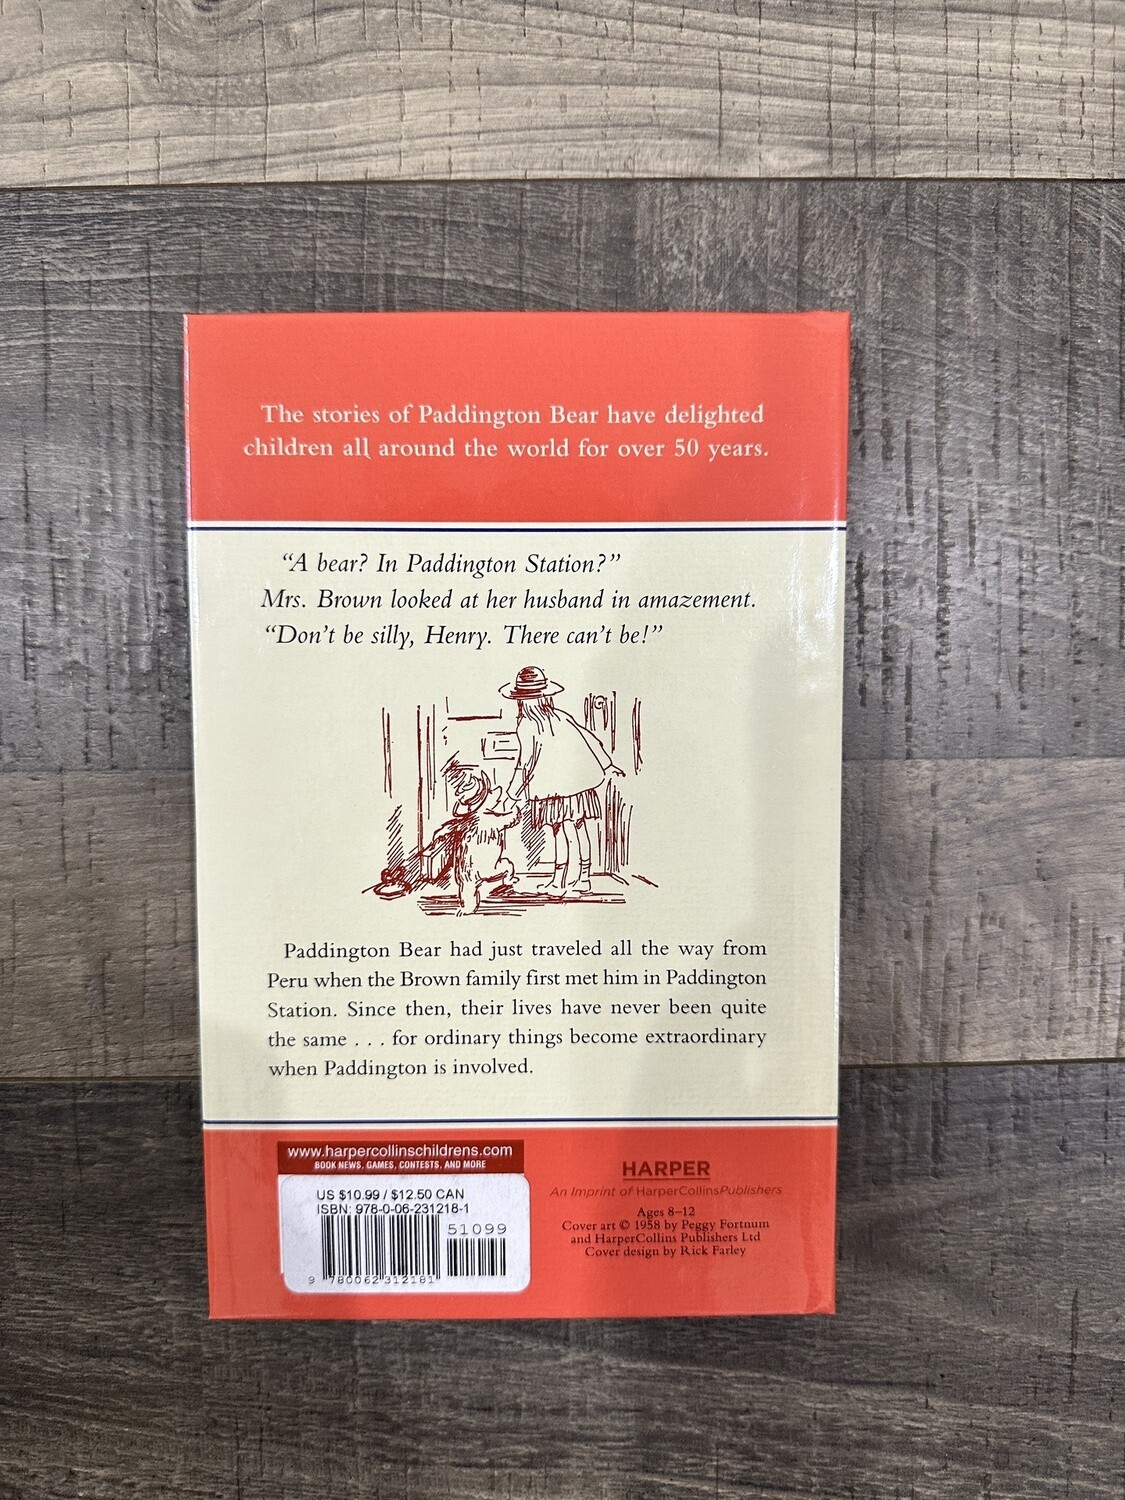 The stories of Paddington Bear have delighted
children all around the world for over 50 years.
“A bear? In Paddington Station?”
Mrs. Brown looked at her husband in amazement.
“Don’t be silly, Henry. There can’t be!”
Paddington Bear had just traveled all the way from
Peru when the Brown family first met him in Paddington
Station. Since then, their lives have never been quite
the same . . . for ordinary things become extraordinary
when Paddington is involved.
www.harpercollinschildrens.com
BOOK NEWS, GAMES, CONTESTS, AND MORE
US $10.99 / $12.50 CAN
ISBN: 978-0-06-231218-1
51099
9 780062 312181
HARPER
An Imprint of HarperCollinsPublishers
Ages 8–12
Cover art © 1958 by Peggy Fortnum
and HarperCollins Publishers Ltd
Cover design by Rick Farley